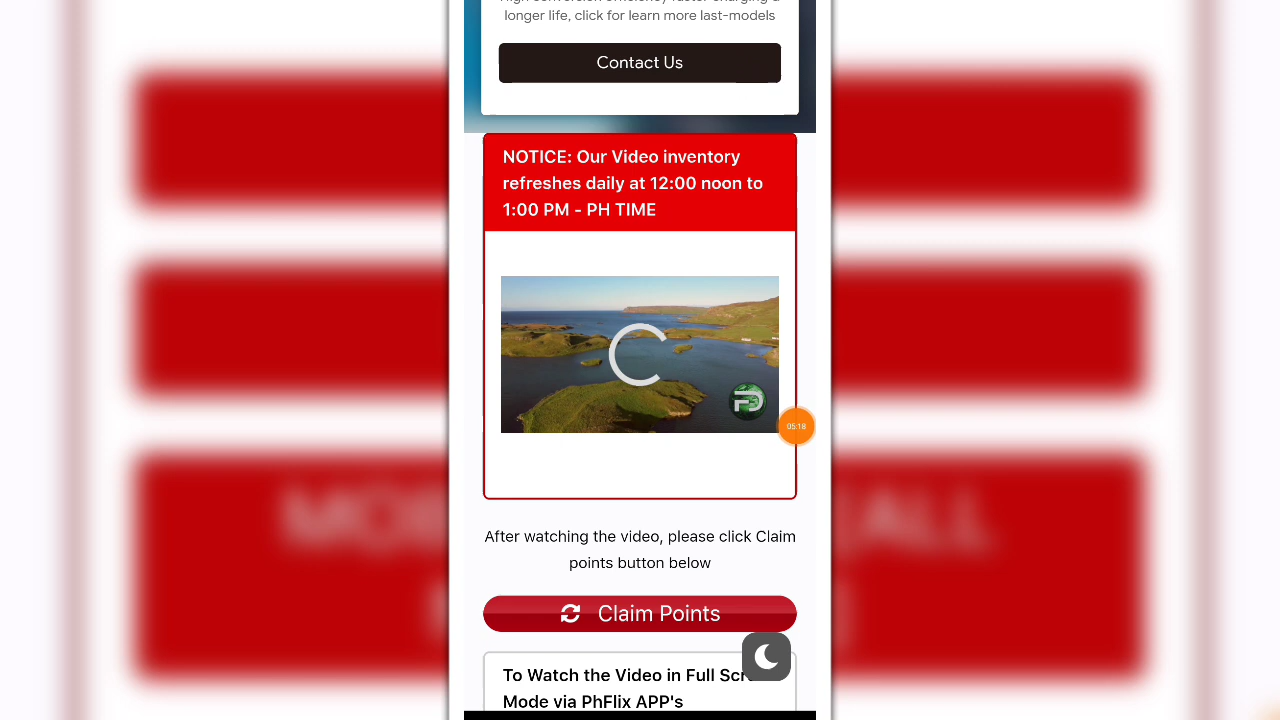 High conversion efficiency faster charging a
longer life, click for learn more last-models
Contact Us
NOTICE: Our Video inventory
refreshes daily at 12:00 noon to
1:00 PM - PH TIME
05:18
After watching the video, please click Claim
points button below
Claim Points
To Watch the Video in Full
Mode via PhFlix APP's